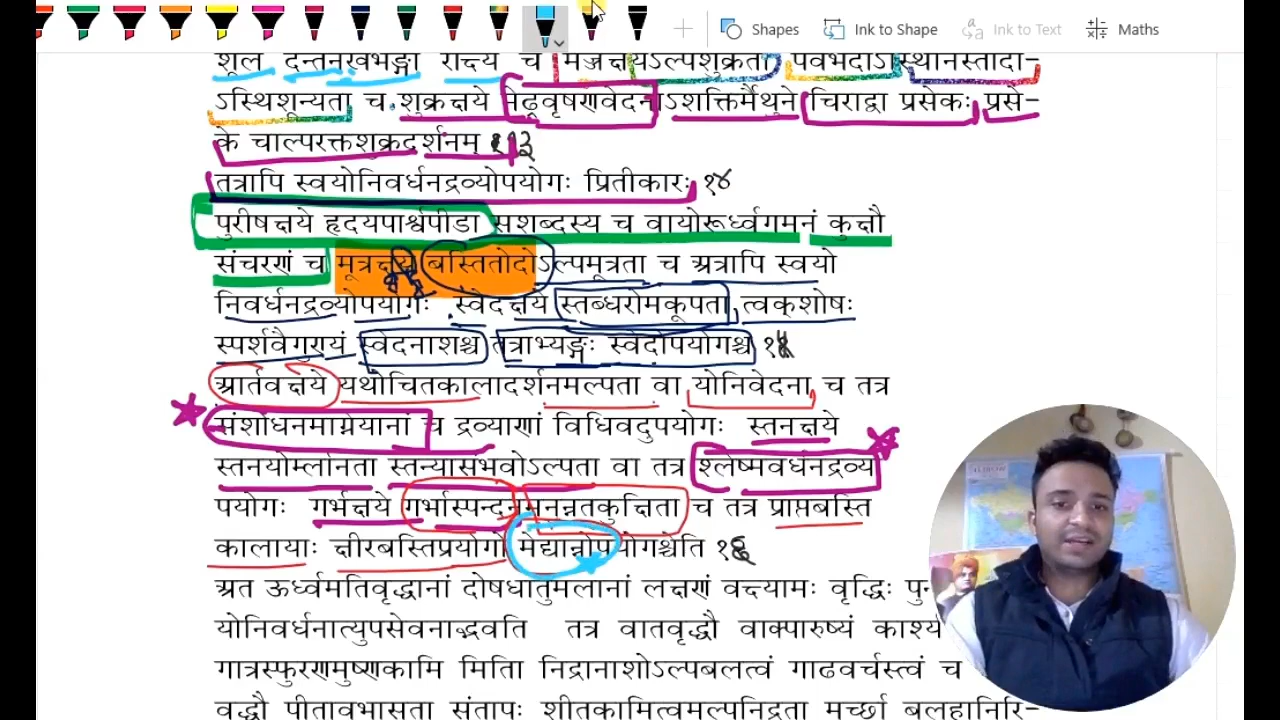 Shapes Ink to Shape Ink to Text Maths
शूल दन्तनखभङ्गा रौक्ष्य च मज्जक्षयेऽल्पशुक्रता पर्वभेदोऽ स्थिनिस्तोदो-
ऽस्थिशून्यता च शुक्रक्षये मेढ्रवृषणवेदनाऽशक्तिर्मैथुने चिराद्वा प्रसेकः प्रसे-
के चाल्परक्तशुक्रदर्शनम् १३
तत्रापि स्वयोनिवर्धनद्रव्योपयोगः प्रितीकारः १४
पुरीषक्षये हृदयपार्श्वपीडा सशब्दस्य च वायोरूर्ध्वगमनं कुक्षौ
संचरणं च मूत्रक्षये बस्तितोदोऽल्पमूत्रता च अत्रापि स्वयो
निवर्धनद्रव्योपयोगः स्वेदक्षये स्तब्धरोमकूपता त्वक्शोषः
स्पर्शवैगुरायं स्वेदनाशश्च तत्राभ्यङ्गः स्वेदोपयोगश्च १५
आर्तवक्षये यथोचितकालादर्शनमल्पता वा योनिवेदना च तत्र
संशोधनमाग्नेयानां च द्रव्याणां विधिवदुपयोगः स्तनक्षये
स्तनयोर्म्लानता स्तन्यासंभवोऽल्पता वा तत्र श्लेष्मवर्धनद्रव्य
पयोगः गर्भक्षये गर्भास्पन्दनमनुन्नतकुक्षिता च तत्र प्राप्तबस्ति
कालायाः क्षीरबस्तिप्रयोगो मेद्यान्नोपयोगश्चेति १६
अत ऊर्ध्वमतिवृद्धानां दोषधातुमलानां लक्षणं वक्ष्यामः वृद्धिः
योनिवर्धनात्युपसेवनाद्भवति तत्र वातवृद्धौ वाक्पारुष्यं कार्श्य
गात्रस्फुरणमुष्णकामि मिति निद्रानाशोऽल्पबलत्वं गाढवर्चस्त्वं च
वृद्धौ पीतावभासता संतापः शीतकामित्वमल्पनिद्रता मूर्च्छा बलहानिरि-